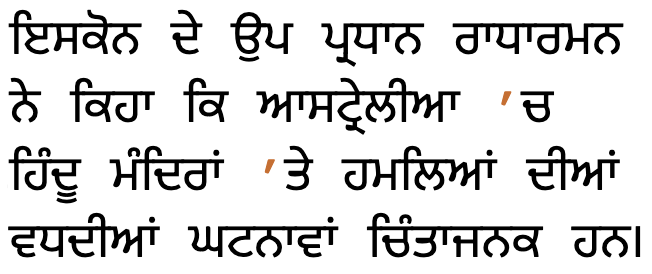 ਇਸਕੋਨ ਦੇ ਉਪ ਪ੍ਰਧਾਨ ਰਾਧਾਰਮਨ
ਨੇ ਕਿਹਾ ਕਿ ਆਸਟ੍ਰੇਲੀਆ ’ਚ
ਹਿੰਦੂ ਮੰਦਿਰਾਂ ’ਤੇ ਹਮਲਿਆਂ ਦੀਆਂ
ਵਧਦੀਆਂ ਘਟਨਾਵਾਂ ਚਿੰਤਾਜਨਕ ਹਨ।